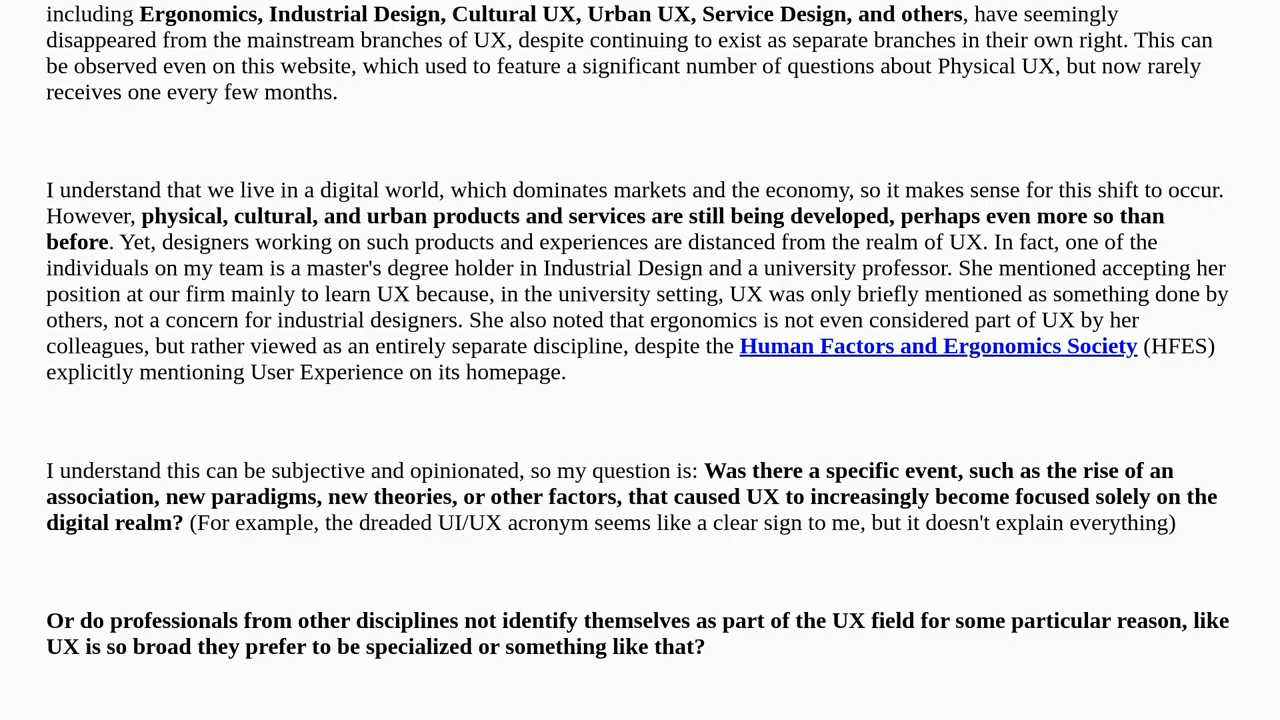 including Ergonomics, Industrial Design, Cultural UX, Urban UX, Service Design, and others, have seemingly
disappeared from the mainstream branches of UX, despite continuing to exist as separate branches in their own right. This can
be observed even on this website, which used to feature a significant number of questions about Physical UX, but now rarely
receives one every few months.
I understand that we live in a digital world, which dominates markets and the economy, so it makes sense for this shift to occur.
However, physical, cultural, and urban products and services are still being developed, perhaps even more so than
before. Yet, designers working on such products and experiences are distanced from the realm of UX. In fact, one of the
individuals on my team is a master's degree holder in Industrial Design and a university professor. She mentioned accepting her
position at our firm mainly to learn UX because, in the university setting, UX was only briefly mentioned as something done by
others, not a concern for industrial designers. She also noted that ergonomics is not even considered part of UX by her
colleagues, but rather viewed as an entirely separate discipline, despite the Human Factors and Ergonomics Society (HFES)
explicitly mentioning User Experience on its homepage.
I understand this can be subjective and opinionated, so my question is: Was there a specific event, such as the rise of an
association, new paradigms, new theories, or other factors, that caused UX to increasingly become focused solely on the
digital realm? (For example, the dreaded UI/UX acronym seems like a clear sign to me, but it doesn't explain everything)
Or do professionals from other disciplines not identify themselves as part of the UX field for some particular reason, like
UX is so broad they prefer to be specialized or something like that?